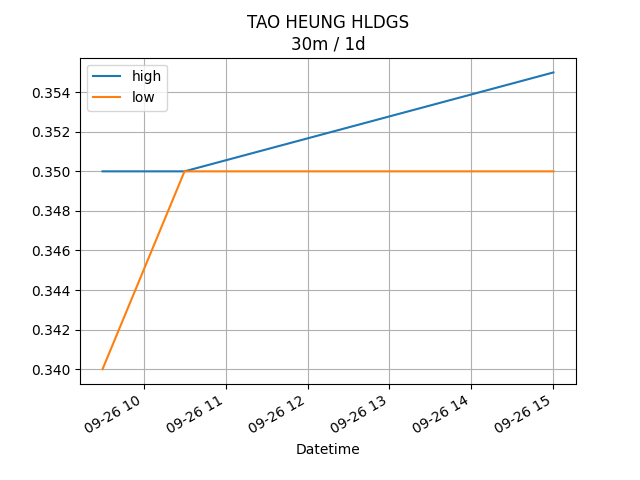 TAO HEUNG HLDGS
30m / 1d
high
low
0.354
0.352
0.350
0.348
0.346
0.344
0.342
0.340
09-26 10
09-26 11
09-26 12
09-26 13
09-26 14
09-26 15
Datetime